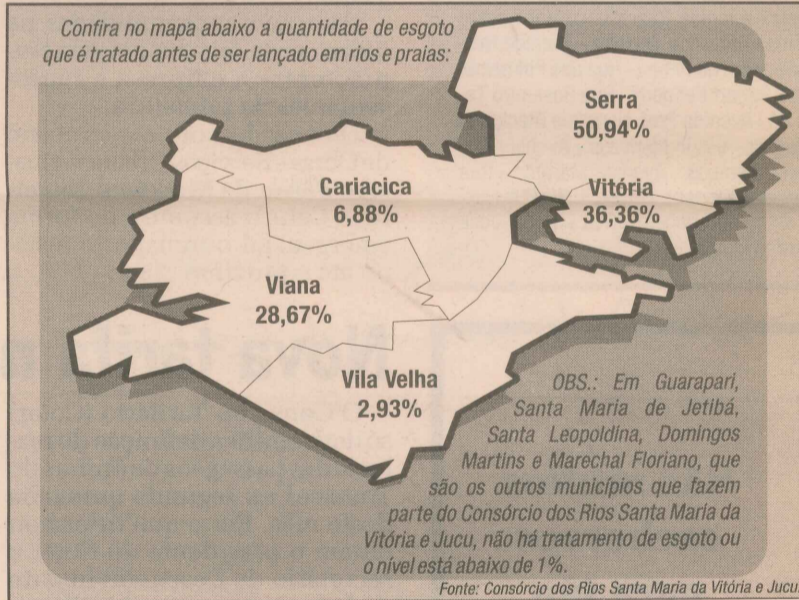 Confira no mapa abaixo a quantidade de esgoto
que é tratado antes de ser lançado em rios e praias:
Serra
50,94%
Cariacica
6,88%
Vitória
36,36%
Viana
28,67%
Vila Velha
2,93%
OBS.: Em Guarapari,
Santa Maria de Jetibá,
Santa Leopoldina, Domingos
Martins e Marechal Floriano, que
são os outros municípios que fazem
parte do Consórcio dos Rios Santa Maria da
Vitória e Jucu, não há tratamento de esgoto ou
o nível está abaixo de 1%.
Fonte: Consórcio dos Rios Santa Maria da Vitória e Jucu.